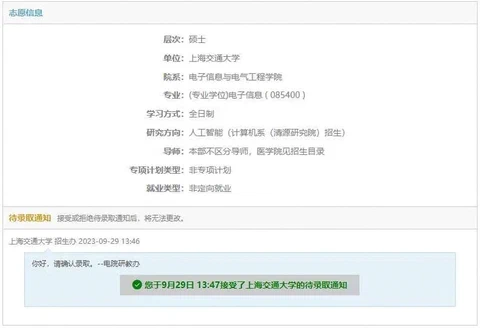 志愿信息
层次：硕士
单位：上海交通大学
院系：电子信息与电气工程学院
专业：(专业学位)电子信息（085400）
学习方式：全日制
研究方向：人工智能（计算机系（清源研究院）招生）
导师：本部不区分导师，医学院见招生目录
专项计划类型：非专项计划
就业类型：非定向就业
待录取通知 接受或拒绝待录取通知后，将无法更改。
上海交通大学 招生办 2023-09-29 13:46
你好，请确认录取。--电院研教办
您于9月29日 13:47接受了上海交通大学的待录取通知